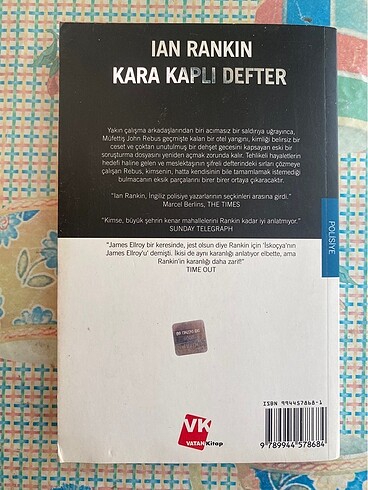 IAN RANKIN
KARA KAPLI DEFTER
Yakın çalışma arkadaşlarından biri acımasız bir saldırıya uğrayınca,
Müfettiş John Rebus geçmişte kalan bir otel yangını, kimliği belirsiz bir
ceset ve çoktan unutulmuş bir dehşet gecesini kapsayan eski bir
soruşturma dosyasını yeniden açmak zorunda kalır. Tehlikeli hayaletlerin
hedefi haline gelen ve meslektaşının şifreli defterindeki sırları çözmeye
çalışan Rebus, kimsenin, hatta kendisinin bile tamamlamak istemediği
bulmacanın eksik parçalarını birer birer ortaya çıkaracaktır.
"Ian Rankin, İngiliz polisiye yazarlarının seçkinleri arasına girdi."
Marcel Berlins, THE TIMES
"Kimse, büyük şehrin kenar mahallelerini Rankin kadar iyi anlatmıyor."
SUNDAY TELEGRAPH
"James Ellroy bir keresinde, jest olsun diye Rankin için 'İskoçya'nın
James Ellroy'u' demişti. İkisi de aynı karanlığı anlatıyor elbette, ama
Rankin'in karanlığı daha zarif!"
TIME OUT
POLİSİYE
VK
VATAN Kitap
ISBN 994457868-1
9 789944 578684